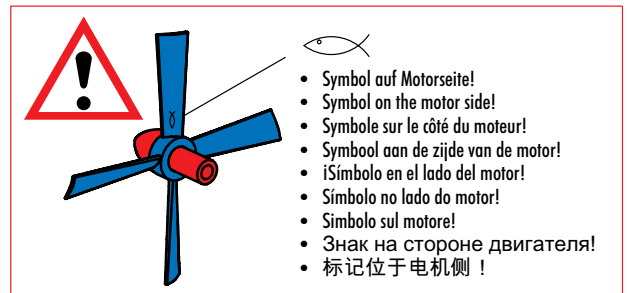 • Symbol auf Motorseite!
• Symbol on the motor side!
• Symbole sur le côté du moteur!
• Symbool aan de zijde van de motor!
• iSímbolo en el lado del motor!
• Símbolo no lado do motor!
• Simbolo sul motore!
• Знак на стороне двигателя!
• 标记位于电机侧！